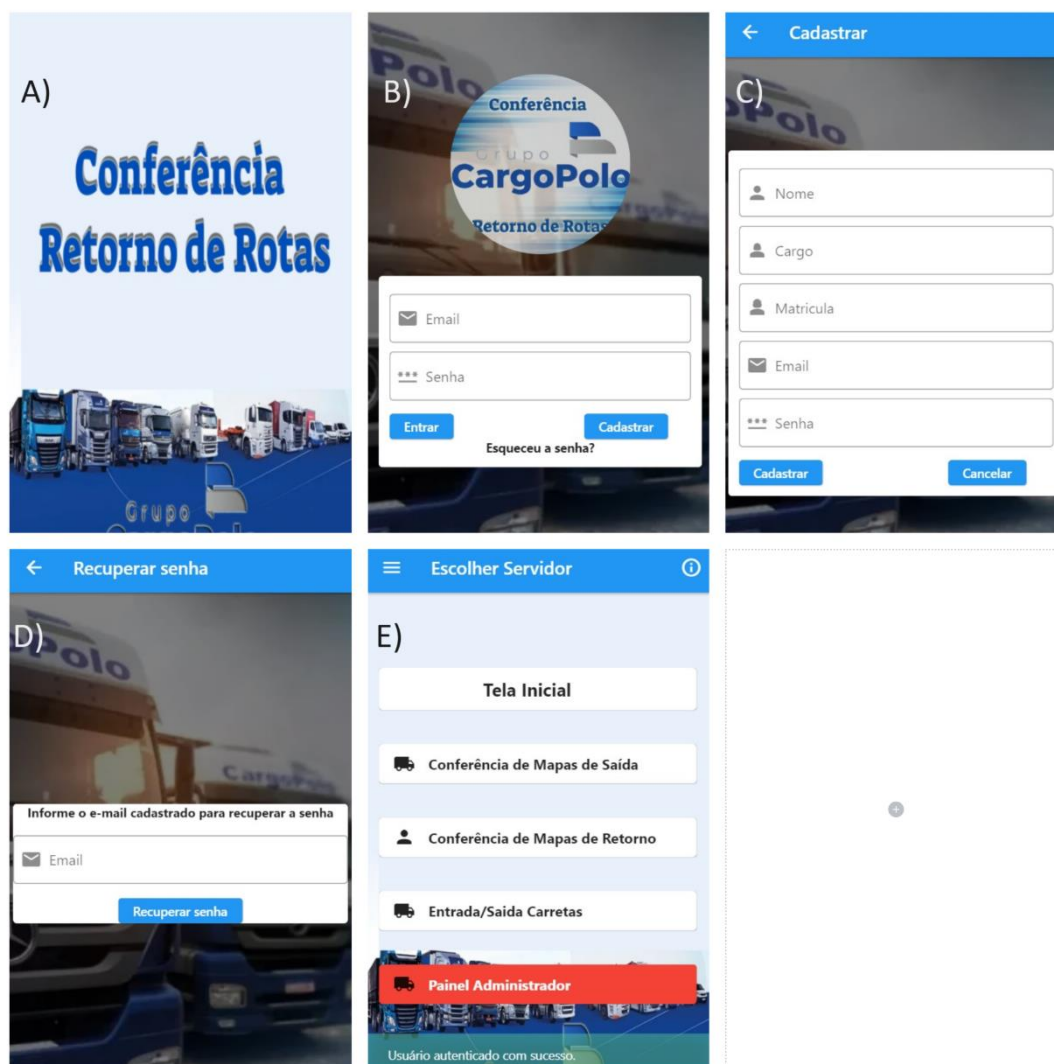 A)
Conferência
Retorno de Rotas
Grupo
B)
Polo
Conferência
Grupo
CargoPolo
Retorno de Rotas
Email
*** Senha
Entrar
Cadastrar
Esqueceu a senha?
Cadastrar
C)
Polo
Nome
Cargo
Matricula
Email
*** Senha
Cadastrar
Cancelar
Recuperar senha
D)
Polo
CargoPolo
Informe o e-mail cadastrado para recuperar a senha
Email
Recuperar senha
Escolher Servidor
E)
Tela Inicial
Conferência de Mapas de Saída
Conferência de Mapas de Retorno
Entrada/Saida Carretas
Painel Administrador
Usuário autenticado com sucesso.